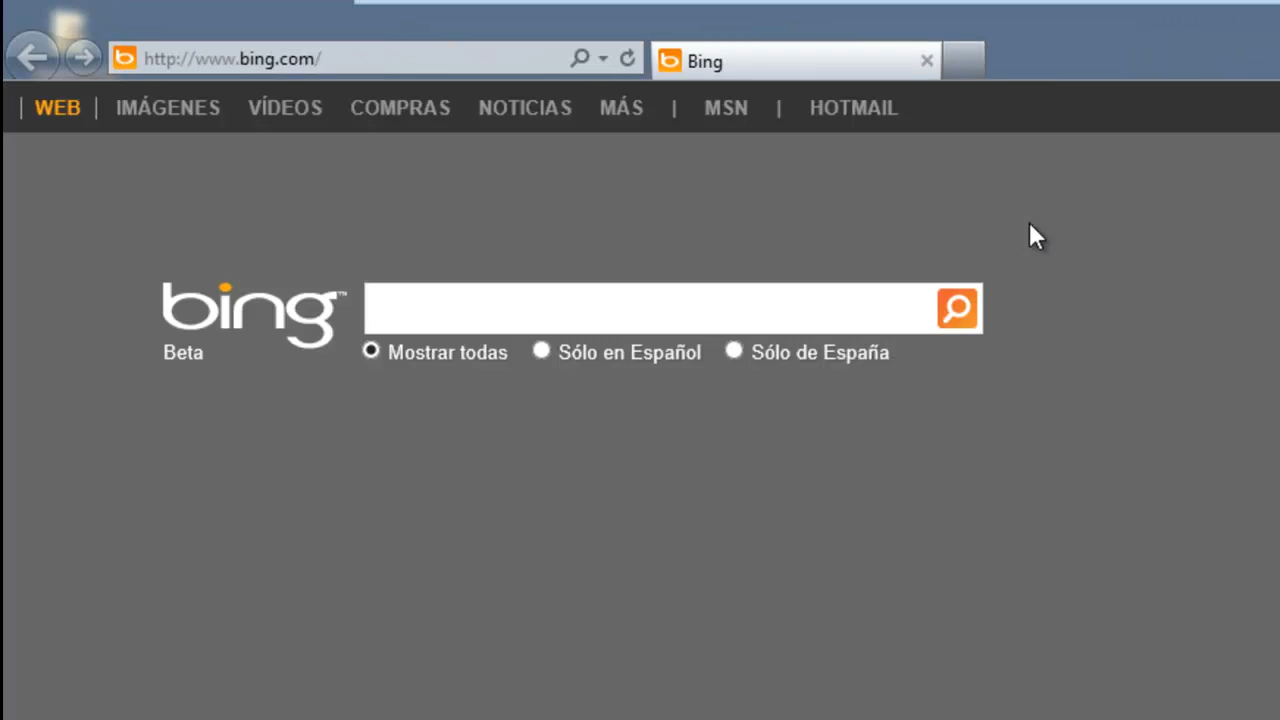 http://www.bing.com/
Bing
| WEB | IMÁGENES VÍDEOS COMPRAS NOTICIAS MÁS | MSN | HOTMAIL
bing™
Beta
Mostrar todas Sólo en Español Sólo de España